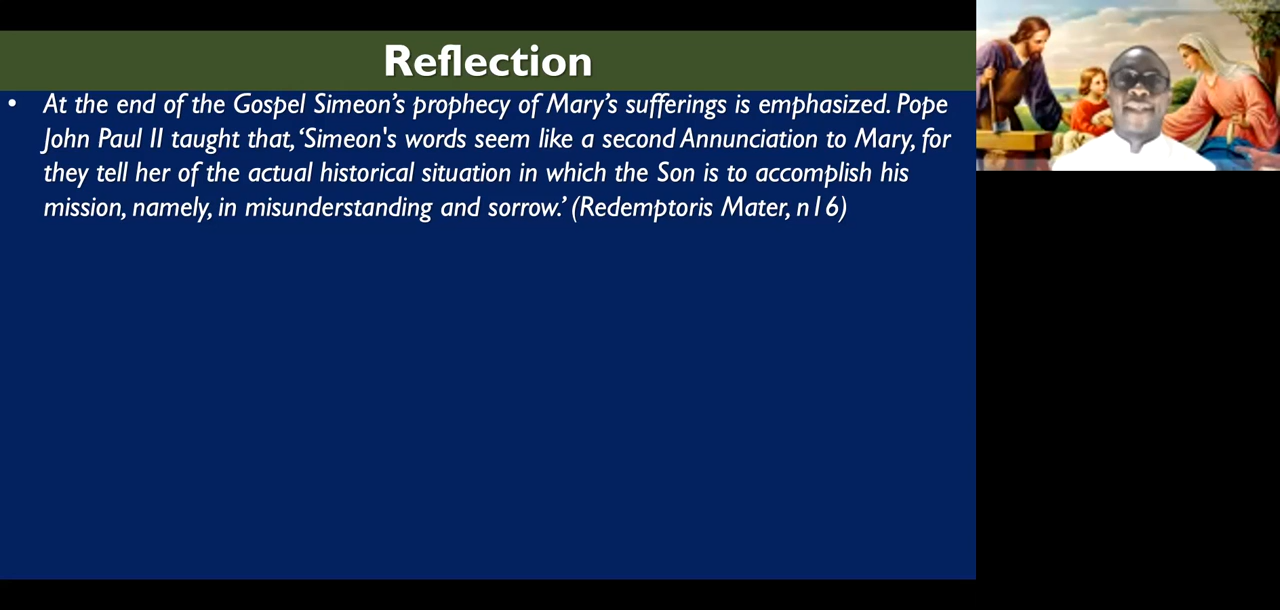 Reflection
• At the end of the Gospel Simeon’s prophecy of Mary’s sufferings is emphasized. Pope
John Paul II taught that, ‘Simeon's words seem like a second Annunciation to Mary, for
they tell her of the actual historical situation in which the Son is to accomplish his
mission, namely, in misunderstanding and sorrow.’ (Redemptoris Mater, n16)